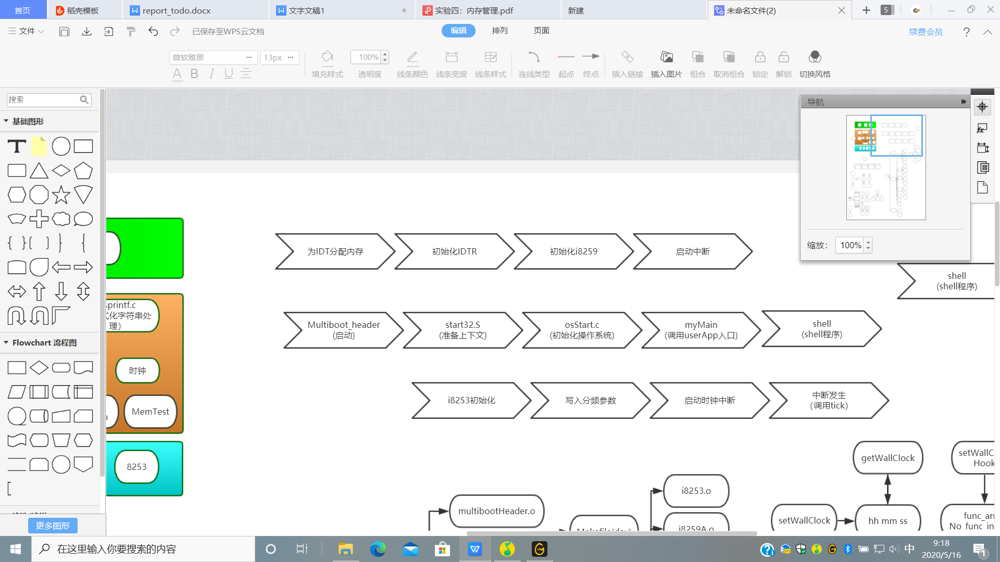 首页
稻壳模板
report_todo.docx
文字文稿1
实验四：内存管理.pdf
新建
未命名文件(2)
5
文件
已保存至WPS云文档
编辑
排列
页面
续费会员
?
微软雅黑
13px
100%
A B I U
填充样式
透明度
线条颜色
线条宽度
线条样式
连线类型
起点
终点
插入链接
插入图片
组合
取消组合
锁定
解锁
切换风格
搜索
基础图形
T
Flowchart 流程图
更多图形
导航
缩放：
100%
sprintf.c
化字符串处
理)
时钟
MemTest
8253
为IDT分配内存
初始化IDTR
初始化i8259
启动中断
shell
(shell程序)
Multiboot_header
(启动)
start32.S
(准备上下文)
osStart.c
(初始化操作系统)
myMain
(调用userApp入口)
shell
(shell程序)
i8253初始化
写入分频参数
启动时钟中断
中断发生
（调用tick）
getWallClock
setWallC
Hook
setWallClock
hh mm ss
func_arr
No func in
multibootHeader.o
i8253.o
i8259A.o
在这里输入你要搜索的内容
中
9:18
2020/5/16
1